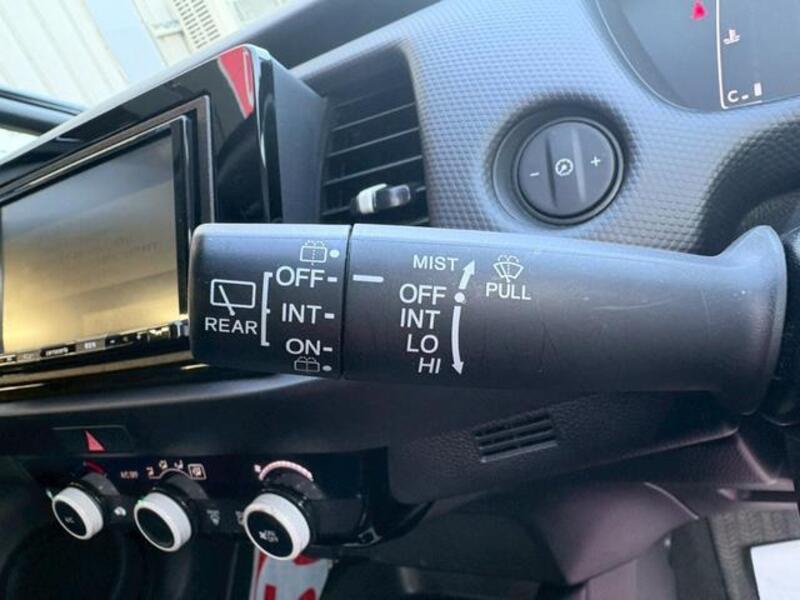 OFF
INT
ON
REAR
MIST
OFF
INT
LO
HI
PULL
- +
C
A/C